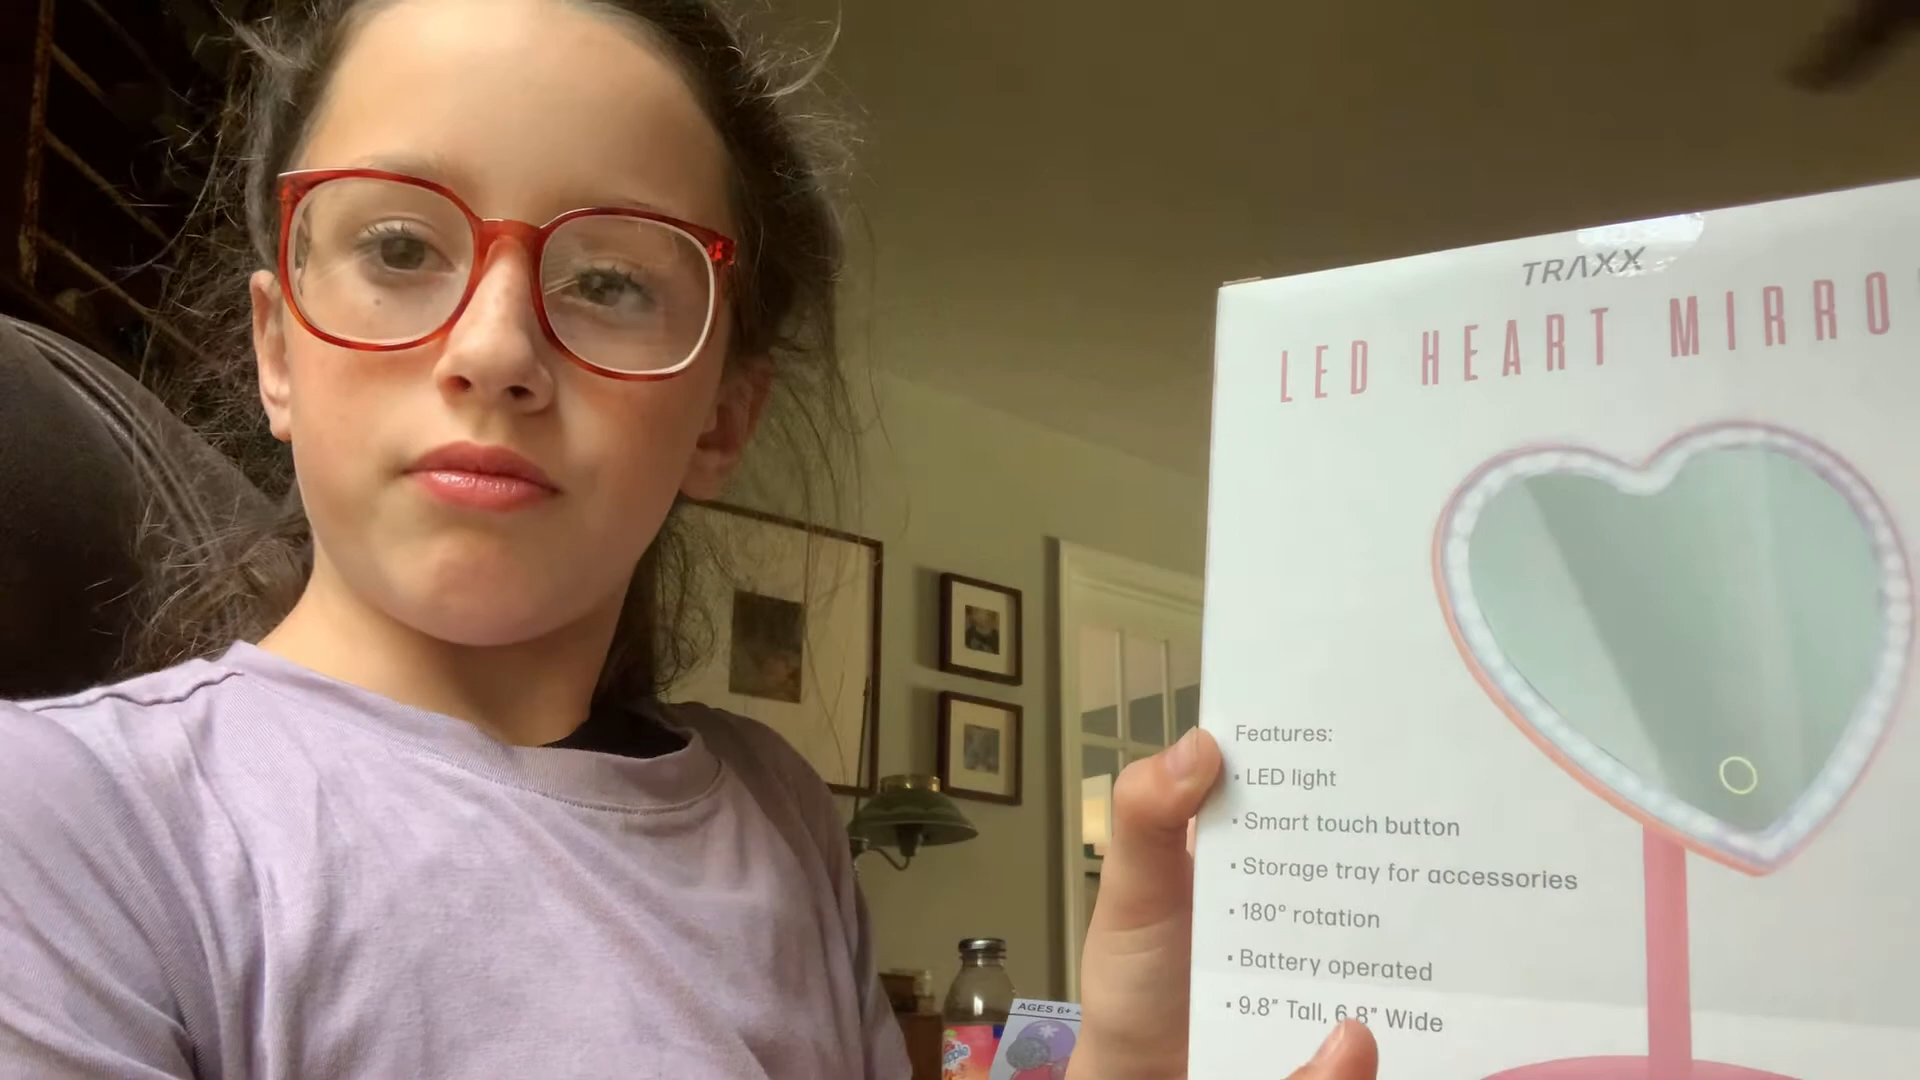 TRAXX
LED HEART MIRRO
Features:
• LED light
• Smart touch button
• Storage tray for accessories
• 180° rotation
• Battery operated
• 9.8” Tall, 6.8” Wide
AGES 6+